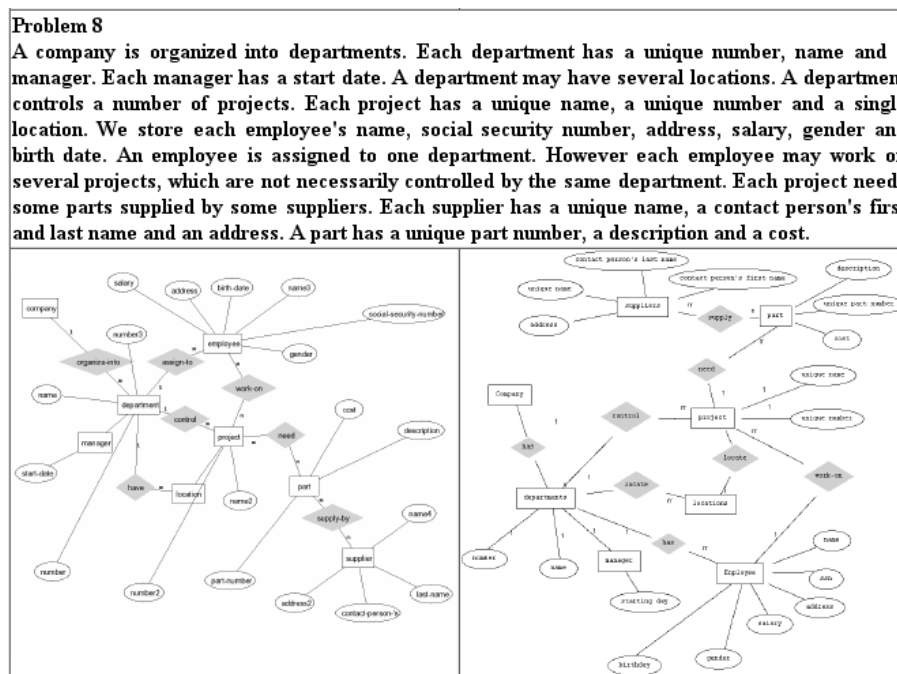 Problem 8
A company is organized into departments. Each department has a unique number, name and
manager. Each manager has a start date. A department may have several locations. A departmen
controls a number of projects. Each project has a unique name, a unique number and a singl
location. We store each employee's name, social security number, address, salary, gender an
birth date. An employee is assigned to one department. However each employee may work o
several projects, which are not necessarily controlled by the same department. Each project need
some parts supplied by some suppliers. Each supplier has a unique name, a contact person's firs
and last name and an address. A part has a unique part number, a description and a cost.
salary
address
birth-date
name3
company
social-security-number
number3
employee
gender
organize-into
assign-to
work-on
name
department
control
cost
project
need
description
manager
start-date
have
location
name2
part
supply-by
name4
number
number2
part-number
supplier
address2
contact-person-'s
last-name
contact person's last name
contact person's first name
description
unique name
suppliers
supply
part
unique part number
address
cost
need
Company
unique name
control
project
unique number
has
locate
work-on
departments
locate
locations
has
name
number
name
manager
Employee
ssn
address
starting day
salary
birthday
gender